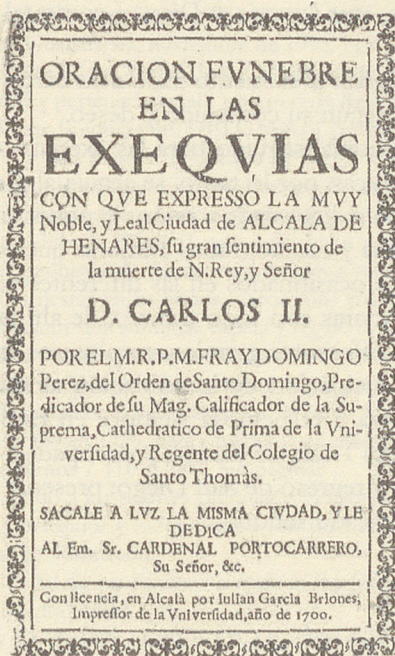 ORACION FVNEBRE
EN LAS
EXEQVIAS
CON QVE EXPRESSO LA MVY
Noble, y Leal Ciudad de ALCALA DE
HENARES, ſu gran ſentimiento de
la muerte de N. Rey, y Señor
D. CARLOS II.
POR EL M.R.P.M.FRAY DOMINGO
Perez, del Orden de Santo Domingo, Pre-
dicador de ſu Mag. Calificador de la Su-
prema, Cathedratico de Prima de la Vni-
verſidad, y Regente del Colegio de
Santo Thomàs.
SACALE A LVZ LA MISMA CIVDAD, Y LE
DEDICA
AL Em. Sr. CARDENAL PORTOCARRERO,
Su Señor, &c.
Con licencia, en Alcalà por Iulian Garcia Briones,
Impreſſor de la Vniverſidad, año de 1700.